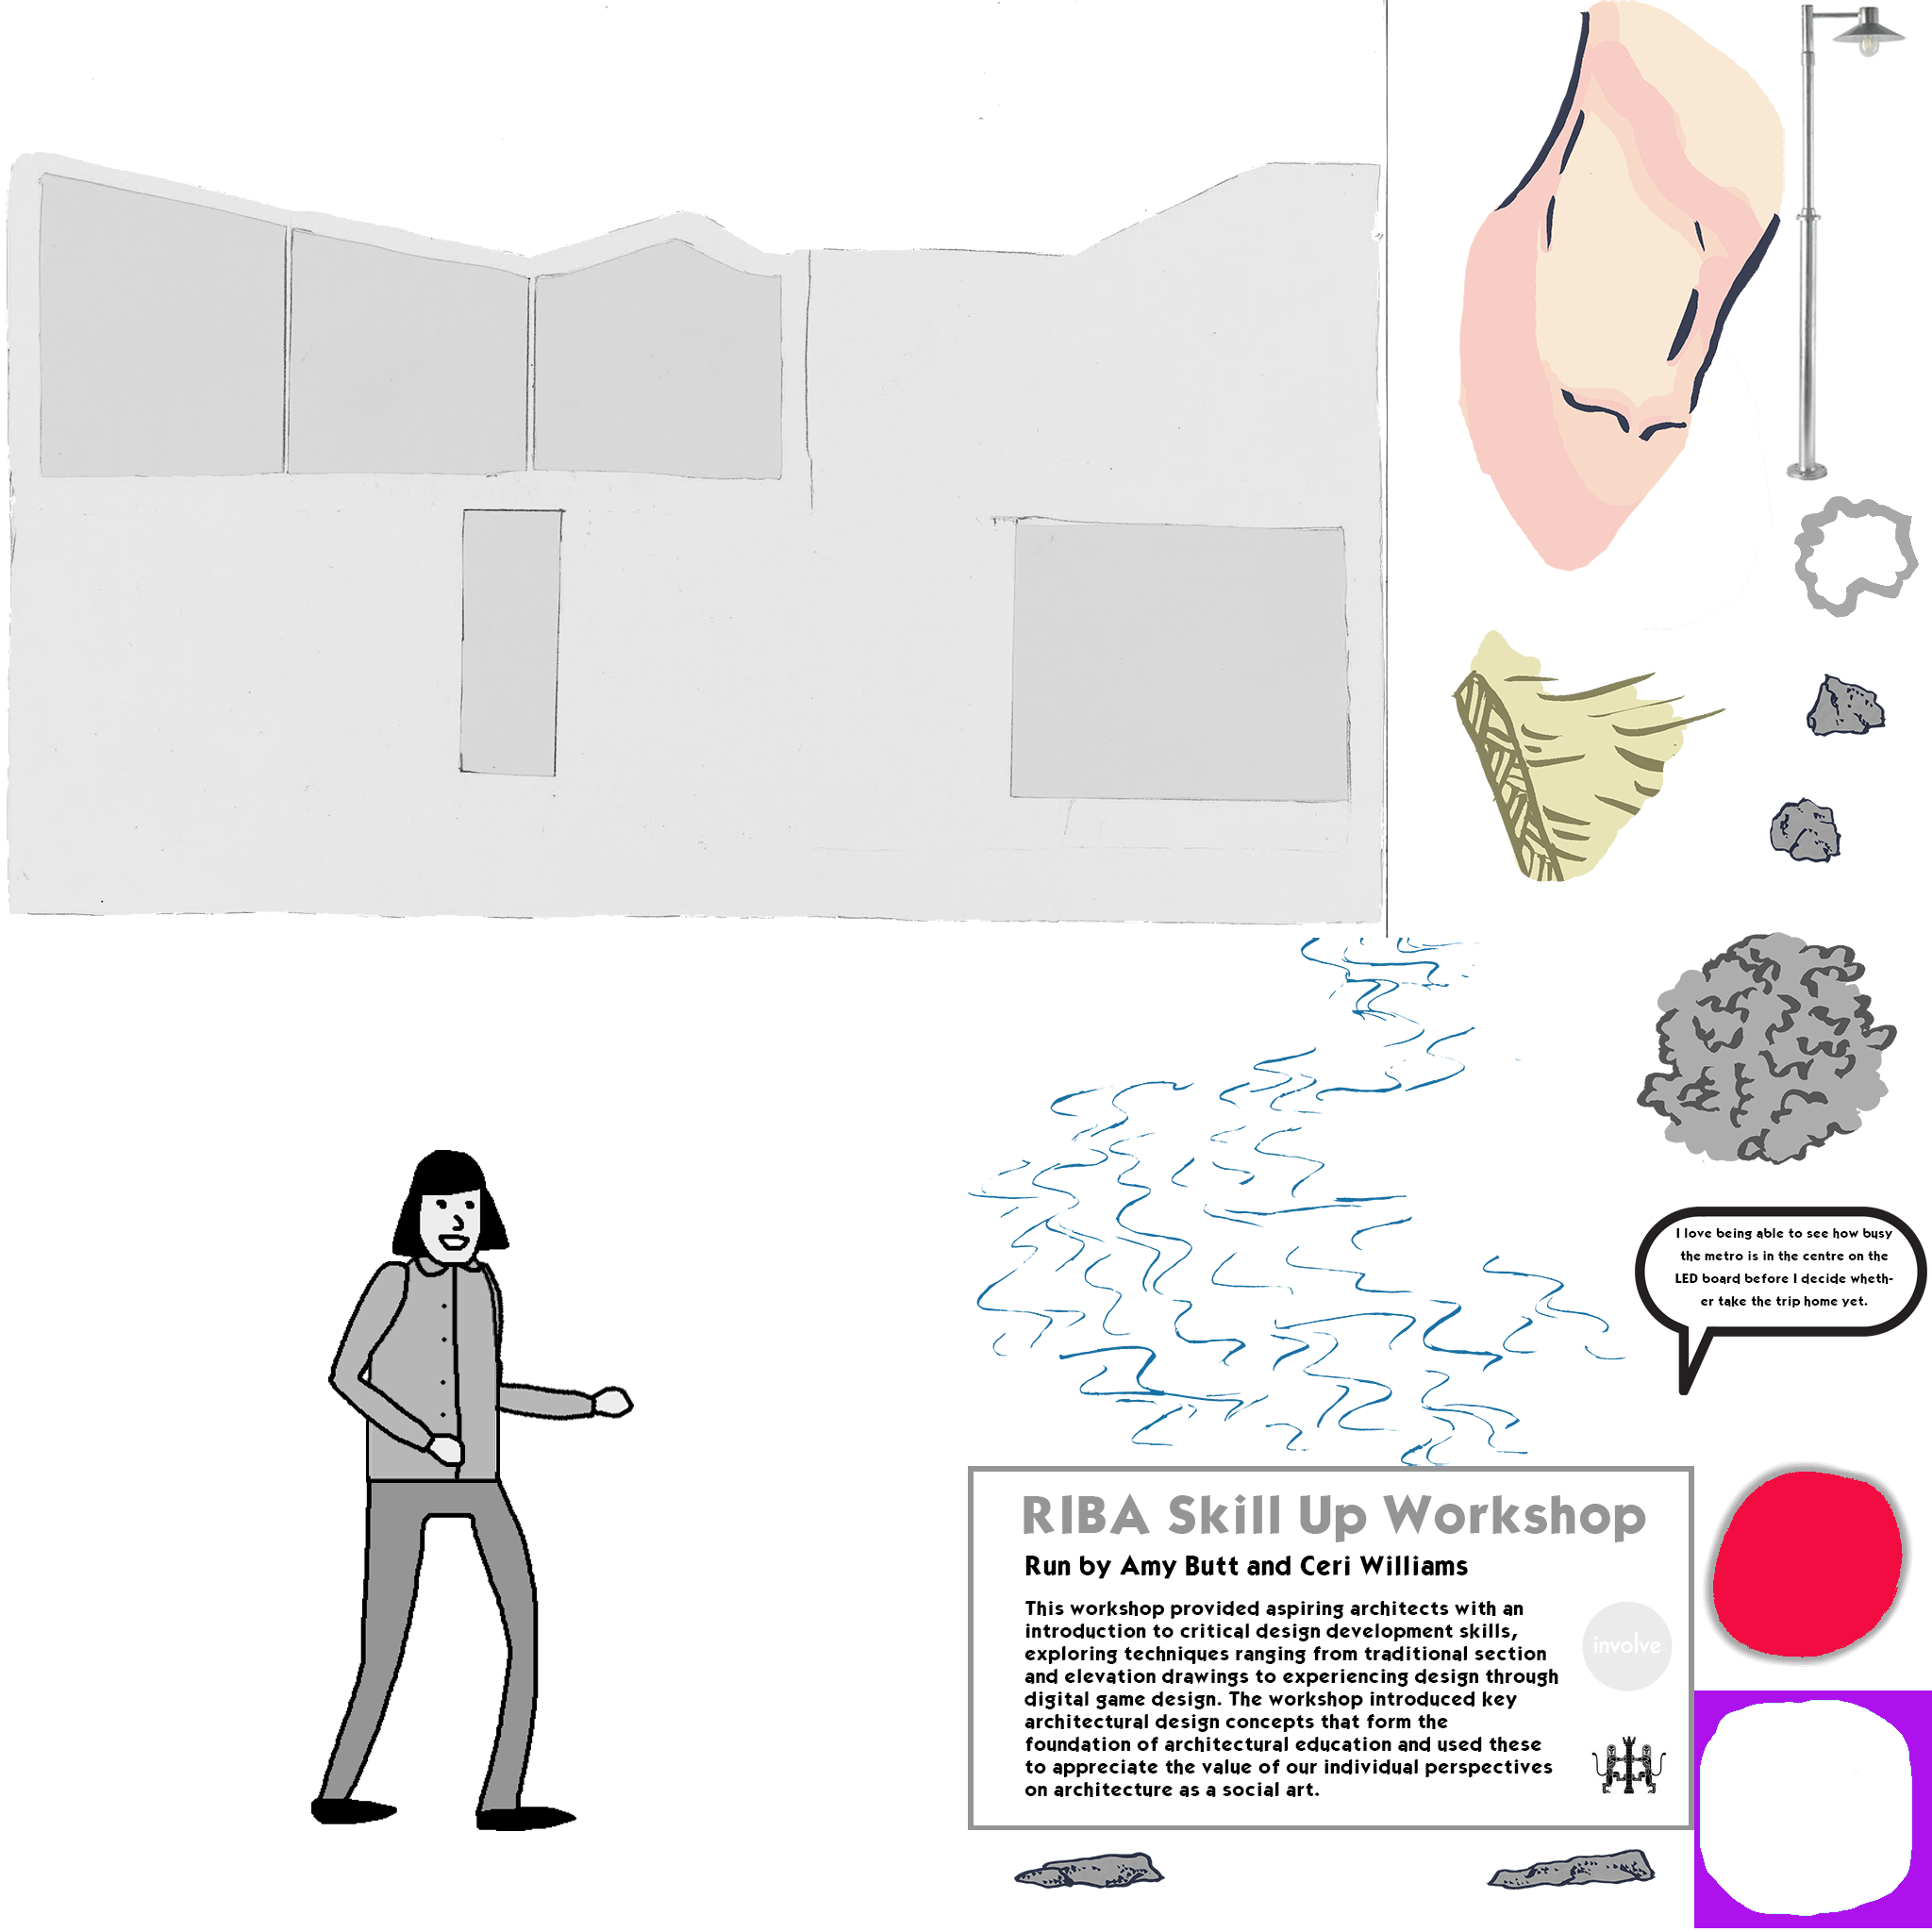 I love being able to see how busy
the metro is in the centre on the
LED board before I decide wheth-
er take the trip home yet.
RIBA Skill Up Workshop
Run by Amy Butt and Ceri Williams
This workshop provided aspiring architects with an
introduction to critical design development skills,
exploring techniques ranging from traditional section
and elevation drawings to experiencing design through
digital game design. The workshop introduced key
architectural design concepts that form the
foundation of architectural education and used these
to appreciate the value of our individual perspectives
on architecture as a social art.
involve